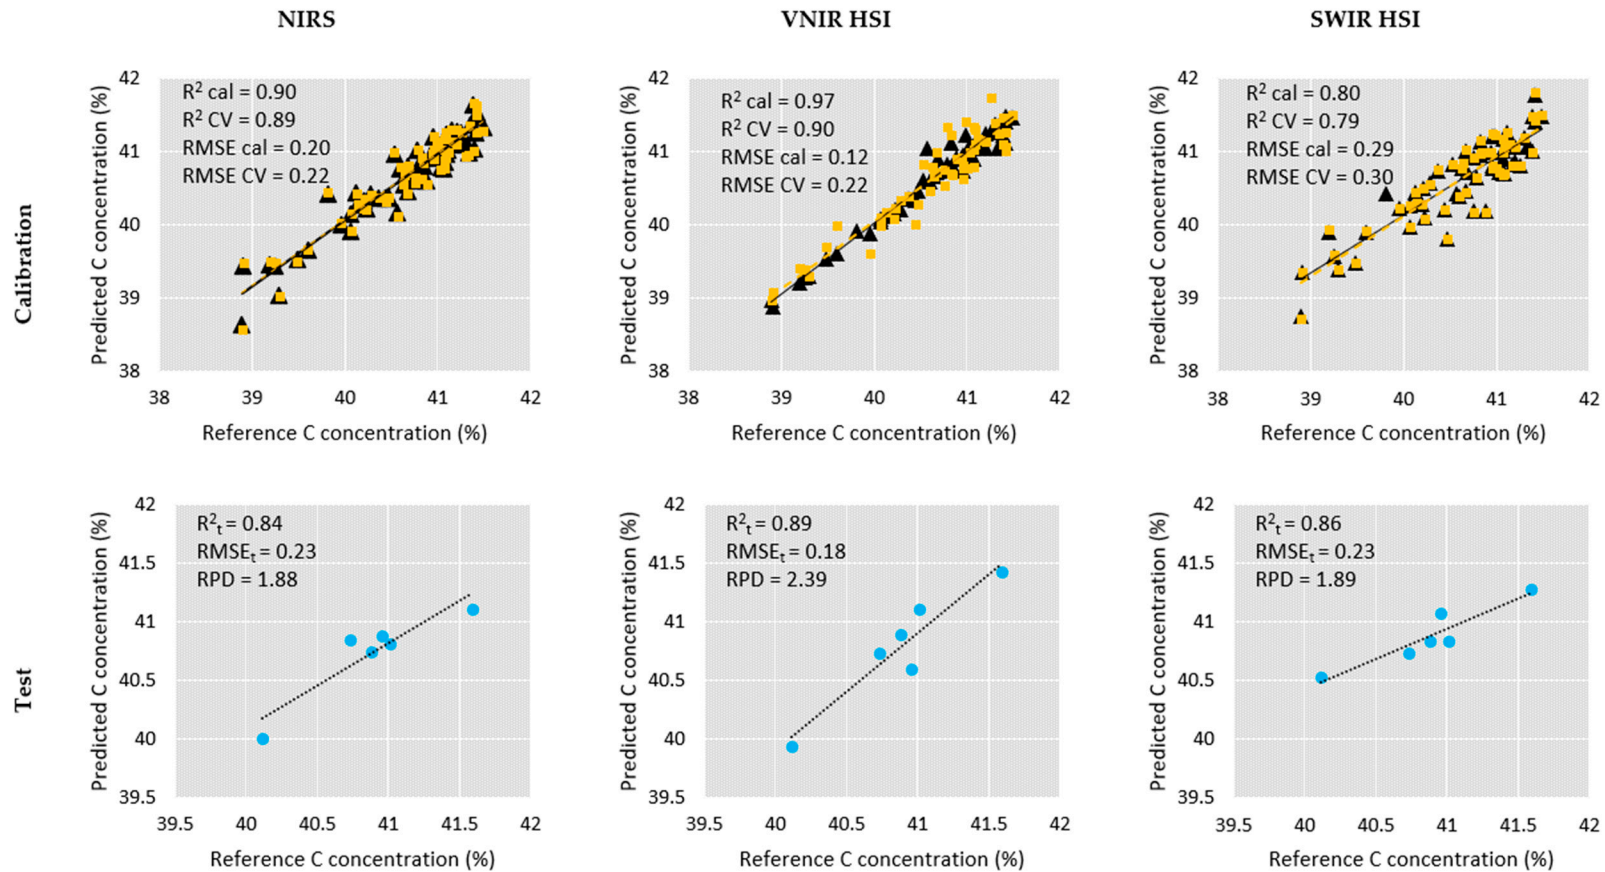 NIRS
VNIR HSI
SWIR HSI
Calibration
Predicted C concentration (%)
42
41
40
39
38
R² cal = 0.90
R² CV = 0.89
RMSE cal = 0.20
RMSE CV = 0.22
38
39
40
41
42
Reference C concentration (%)
Predicted C concentration (%)
42
41
40
39
38
R² cal = 0.97
R² CV = 0.90
RMSE cal = 0.12
RMSE CV = 0.22
38
39
40
41
42
Reference C concentration (%)
Predicted C concentration (%)
42
41
40
39
38
R² cal = 0.80
R² CV = 0.79
RMSE cal = 0.29
RMSE CV = 0.30
38
39
40
41
42
Reference C concentration (%)
Test
Predicted C concentration (%)
42
41.5
41
40.5
40
39.5
R²t = 0.84
RMSEt = 0.23
RPD = 1.88
39.5
40
40.5
41
41.5
42
Reference C concentration (%)
Predicted C concentration (%)
42
41.5
41
40.5
40
39.5
R²t = 0.89
RMSEt = 0.18
RPD = 2.39
39.5
40
40.5
41
41.5
42
Reference C concentration (%)
Predicted C concentration (%)
42
41.5
41
40.5
40
39.5
R²t = 0.86
RMSEt = 0.23
RPD = 1.89
39.5
40
40.5
41
41.5
42
Reference C concentration (%)